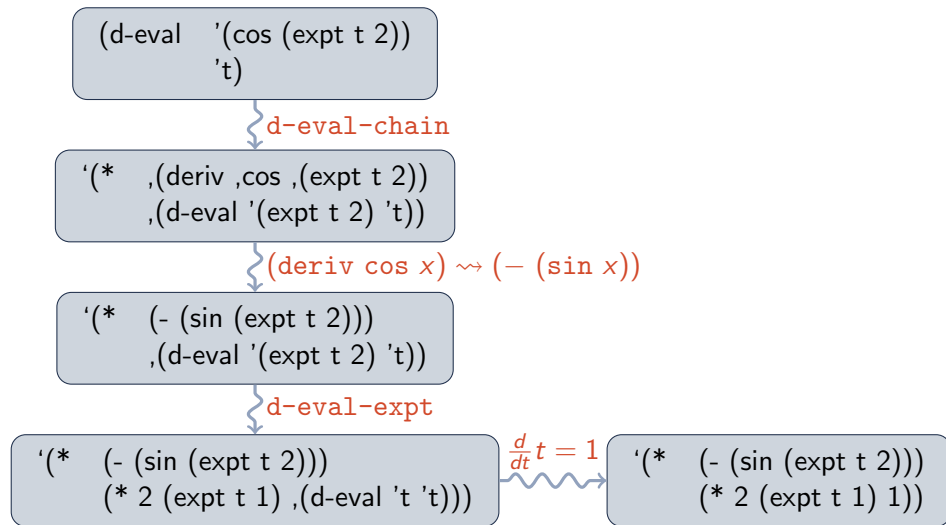 (d-eval '(cos (expt t 2))
't)
d-eval-chain
‘(* ,(deriv ,cos ,(expt t 2))
,(d-eval '(expt t 2) 't))
(deriv cos x) ⇝ (− (sin x))
‘(* (- (sin (expt t 2)))
,(d-eval '(expt t 2) 't))
d-eval-expt
‘(* (- (sin (expt t 2)))
(* 2 (expt t 1) ,(d-eval 't 't)))
d/dt t = 1
‘(* (- (sin (expt t 2)))
(* 2 (expt t 1) 1))